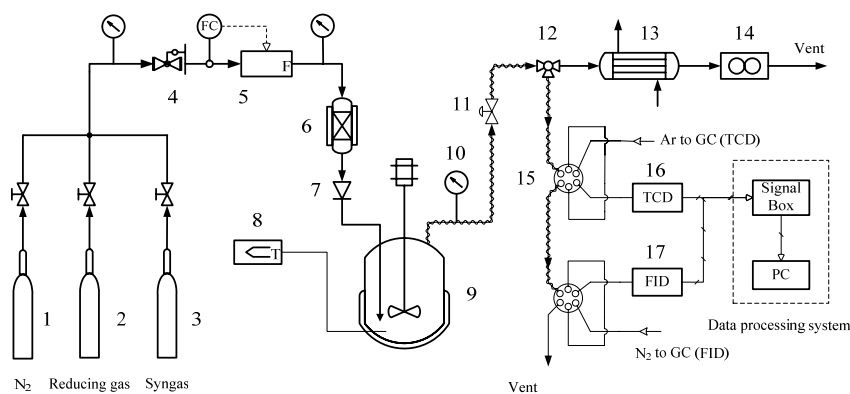 FC
12
13
14
Vent
4
5
F
11
6
10
Ar to GC (TCD)
15
16
7
TCD
Signal
Box
8
T
17
9
FID
PC
1
2
3
Data processing system
N₂ to GC (FID)
N₂
Reducing gas
Syngas
Vent